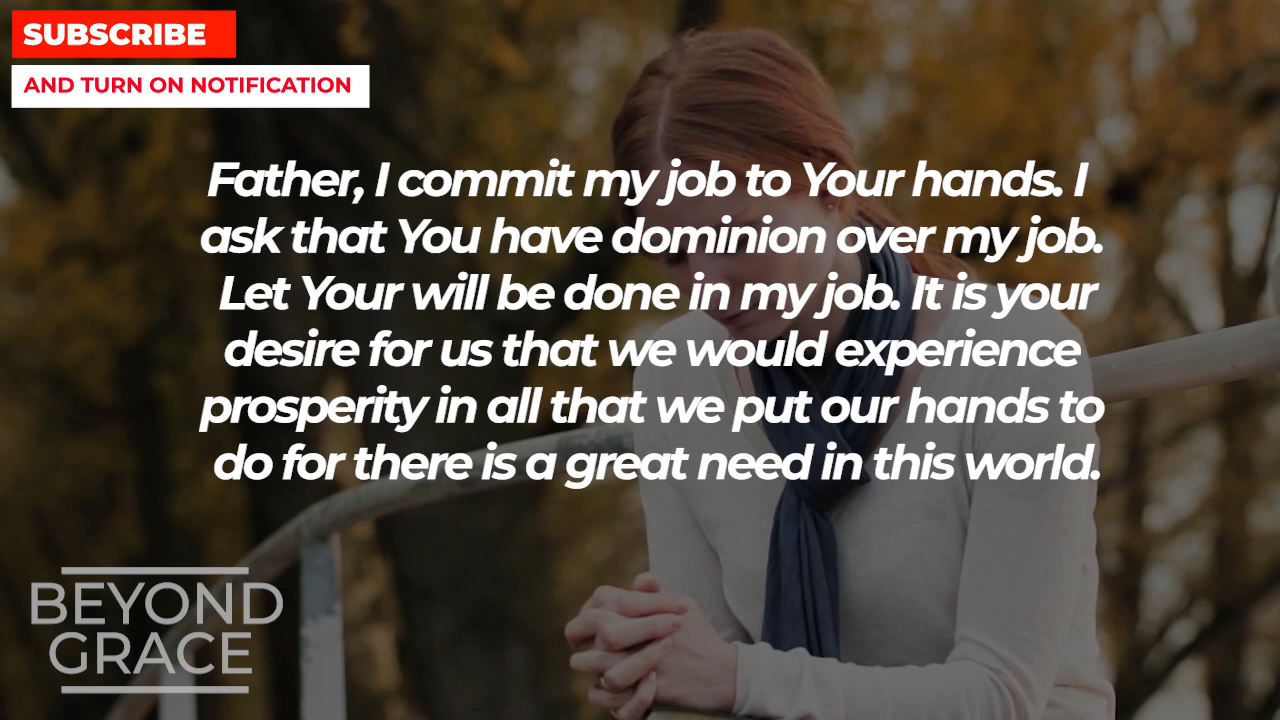 SUBSCRIBE
AND TURN ON NOTIFICATION
Father, I commit my job to Your hands. I
ask that You have dominion over my job.
Let Your will be done in my job. It is your
desire for us that we would experience
prosperity in all that we put our hands to
do for there is a great need in this world.
BEYOND
GRACE